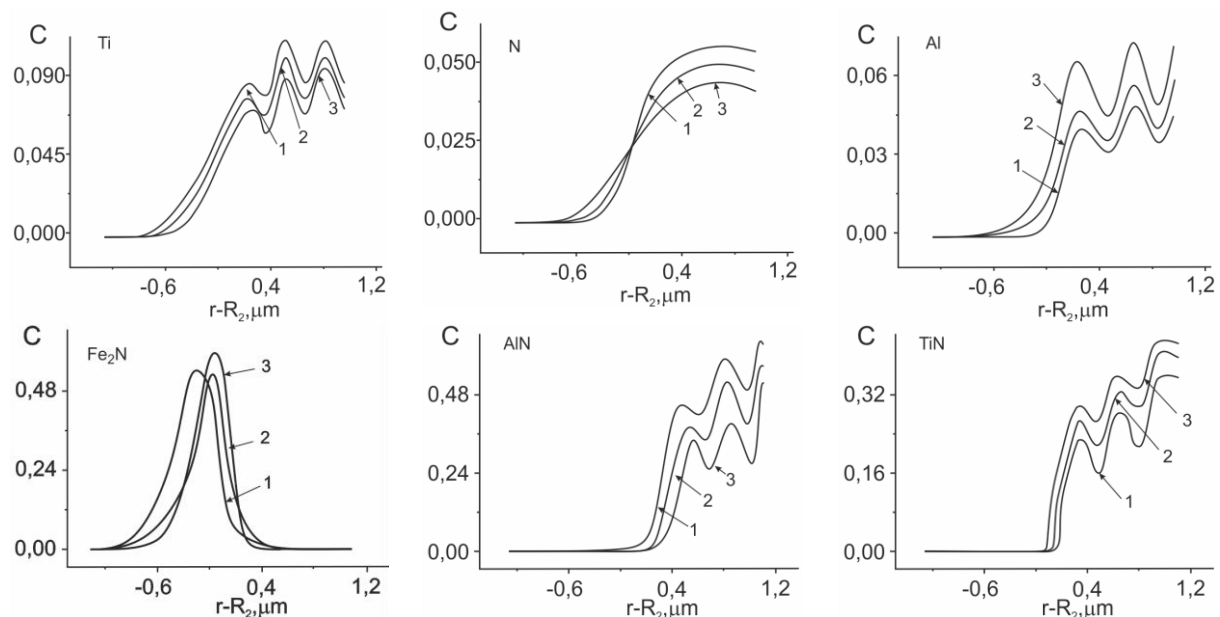 C
Ti
0,090
0,045
0,000
1
2
3
-0,6 0,4 1,2
r-R₂,μm
C
N
0,050
0,025
0,000
1
2
3
-0,6 0,4 1,2
r-R₂,μm
C
Al
0,06
0,03
0,00
3
2
1
-0,6 0,4 1,2
r-R₂,μm
C
Fe₂N
0,48
0,24
0,00
3
2
1
-0,6 0,4 1,2
r-R₂,μm
C
AlN
0,48
0,24
0,00
1
2
3
-0,6 0,4 1,2
r-R₂,μm
C
TiN
0,32
0,16
0,00
3
2
1
-0,6 0,4 1,2
r-R₂,μm